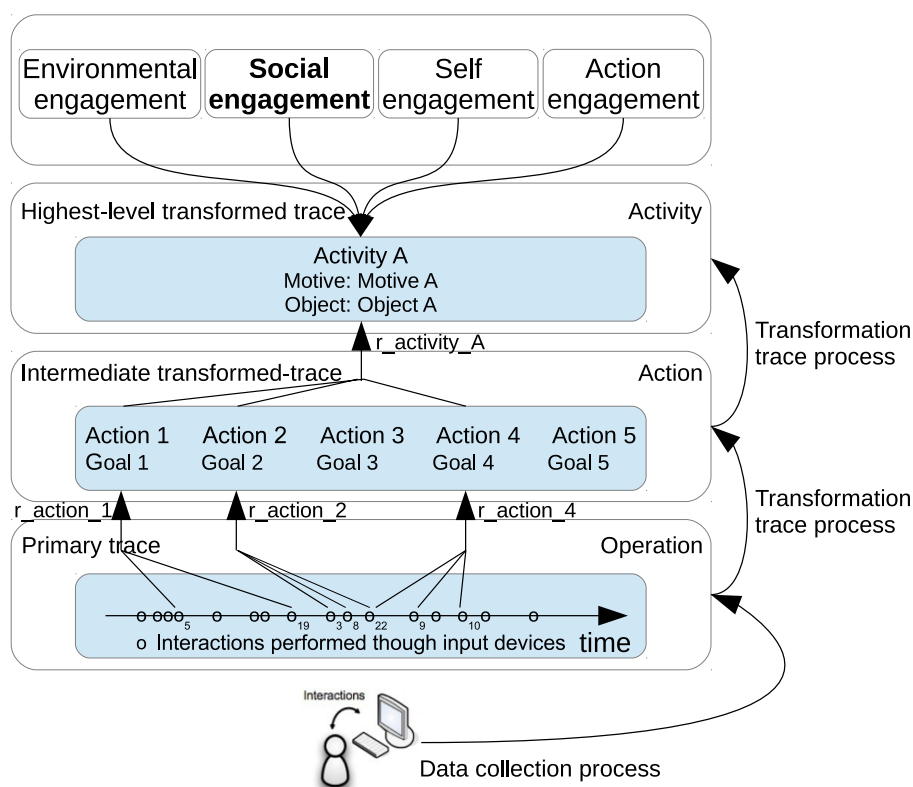 Environmental
engagement
Social
engagement
Self
engagement
Action
engagement
Highest-level transformed trace
Activity
Activity A
Motive: Motive A
Object: Object A
r_activity_A
Transformation
trace process
Intermediate transformed-trace
Action
Action 1
Goal 1
Action 2
Goal 2
Action 3
Goal 3
Action 4
Goal 4
Action 5
Goal 5
r_action_1
r_action_2
r_action_4
Transformation
trace process
Primary trace
Operation
o o o o 5 o o o o 19 o 3 o 8 o 22 o 9 o o 10 o o
o Interactions performed though input devices
time
Interactions
Data collection process